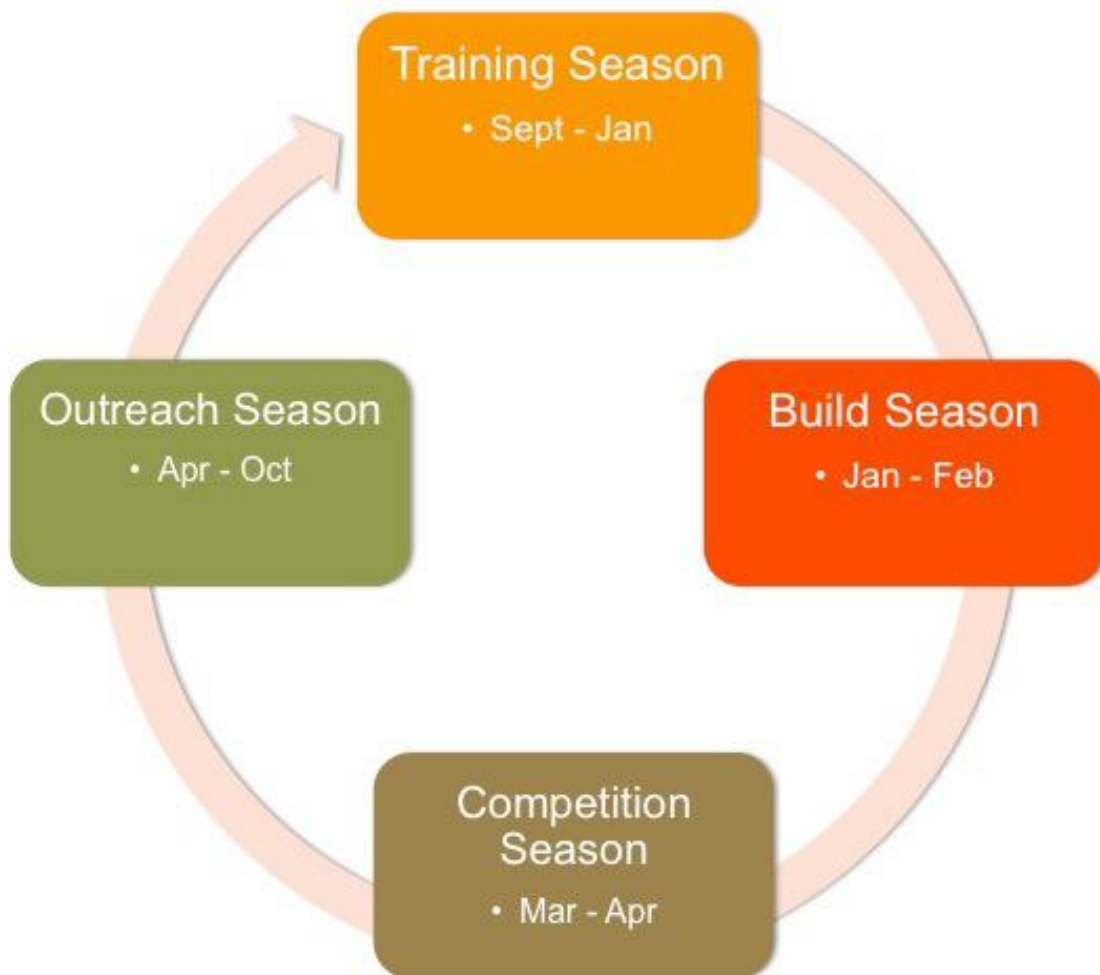 Training Season
• Sept - Jan
Build Season
• Jan - Feb
Competition
Season
• Mar - Apr
Outreach Season
• Apr - Oct